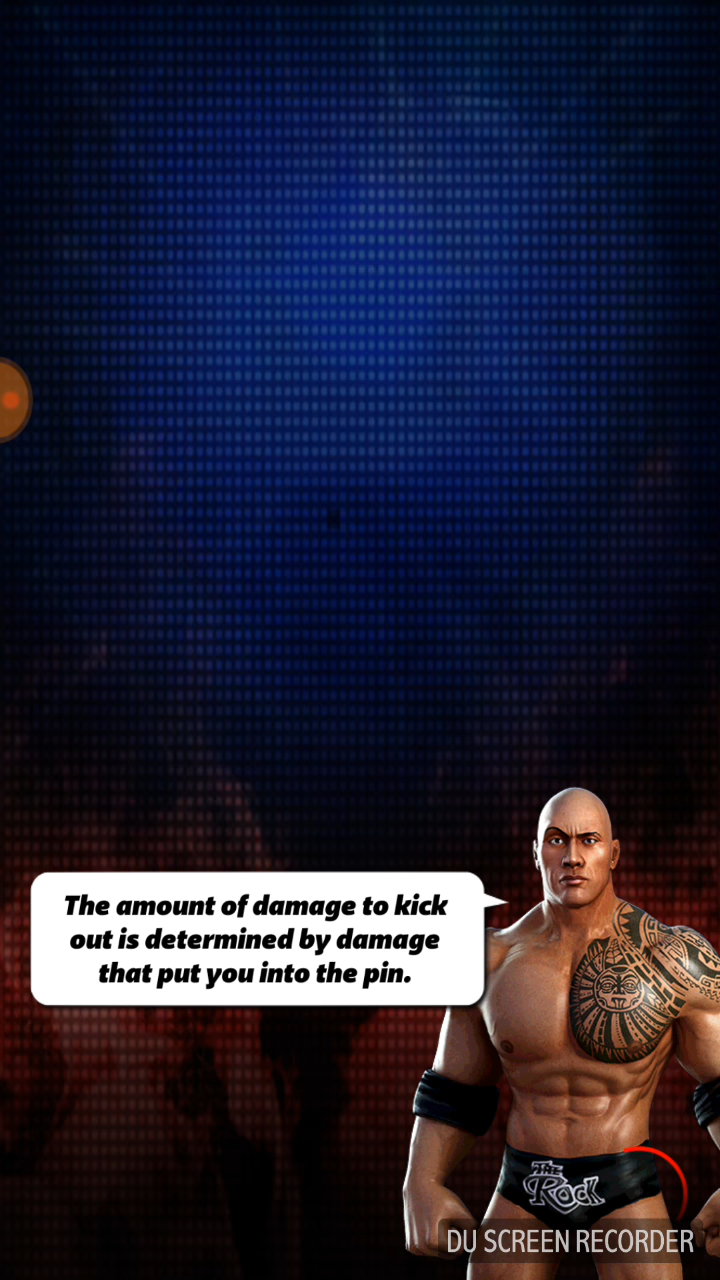 The amount of damage to kick
out is determined by damage
that put you into the pin.
THE
Rock
DU SCREEN RECORDER